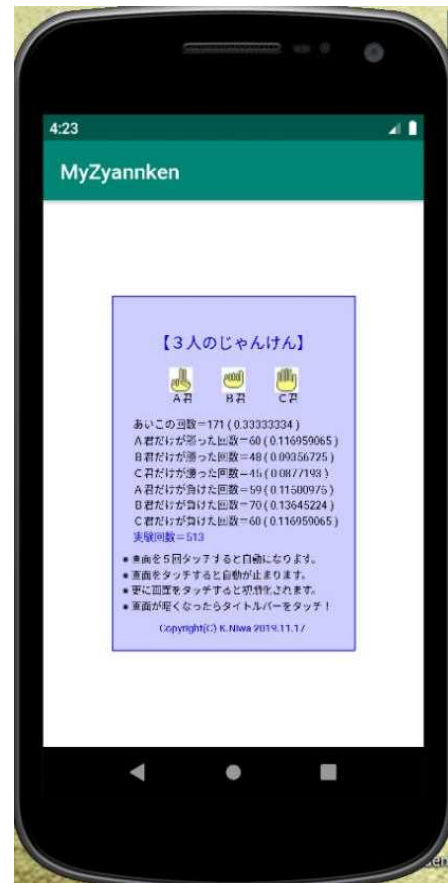 4:23
MyZyannken
【３人のじゃんけん】
A君 B君 C君
あいこの回数=171 ( 0.33333334 )
A君だけが勝った回数=60 ( 0.116959065 )
B君だけが勝った回数=48 ( 0.09356725 )
C君だけが勝った回数=45 ( 0.0877193 )
A君だけが負けた回数=59 ( 0.11500975 )
B君だけが負けた回数=70 ( 0.13645224 )
C君だけが負けた回数=60 ( 0.116959065 )
実験回数=513
● 画面を５回タッチすると自動になります。
● 画面をタッチすると自動が止まります。
● 更に画面をタッチすると初期化されます。
● 画面が暗くなったらタイトルバーをタッチ！
Copyright(C) K.Niwa 2019.11.17